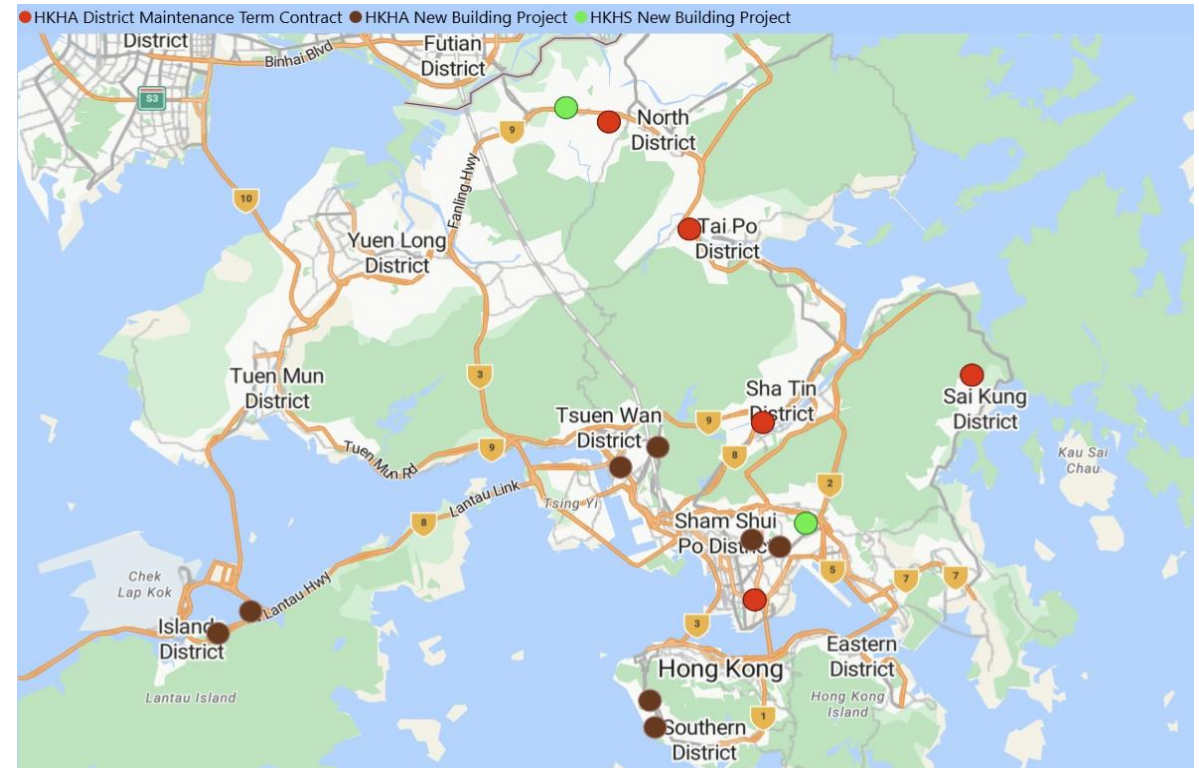 HKHA District Maintenance Term Contract HKHA New Building Project HKHS New Building Project
District
Binhai Blvd
Futian
District
S3
9
North
District
10
Fanling Hwy
Tai Po
District
Yuen Long
District
3
Tuen Mun
District
Sha Tin
District
Sai Kung
District
Tsuen Wan
District
9
9
8
Tuen Mun Rd
Kau Sai
Chau
2
Lantau Link
Tsing Yi
8
Sham Shui
Po District
5
7
7
Chek
Lap Kok
Lantau Hwy
3
Island
District
Eastern
District
Hong Kong
Lantau Island
Hong Kong
Island
1
Southern
District